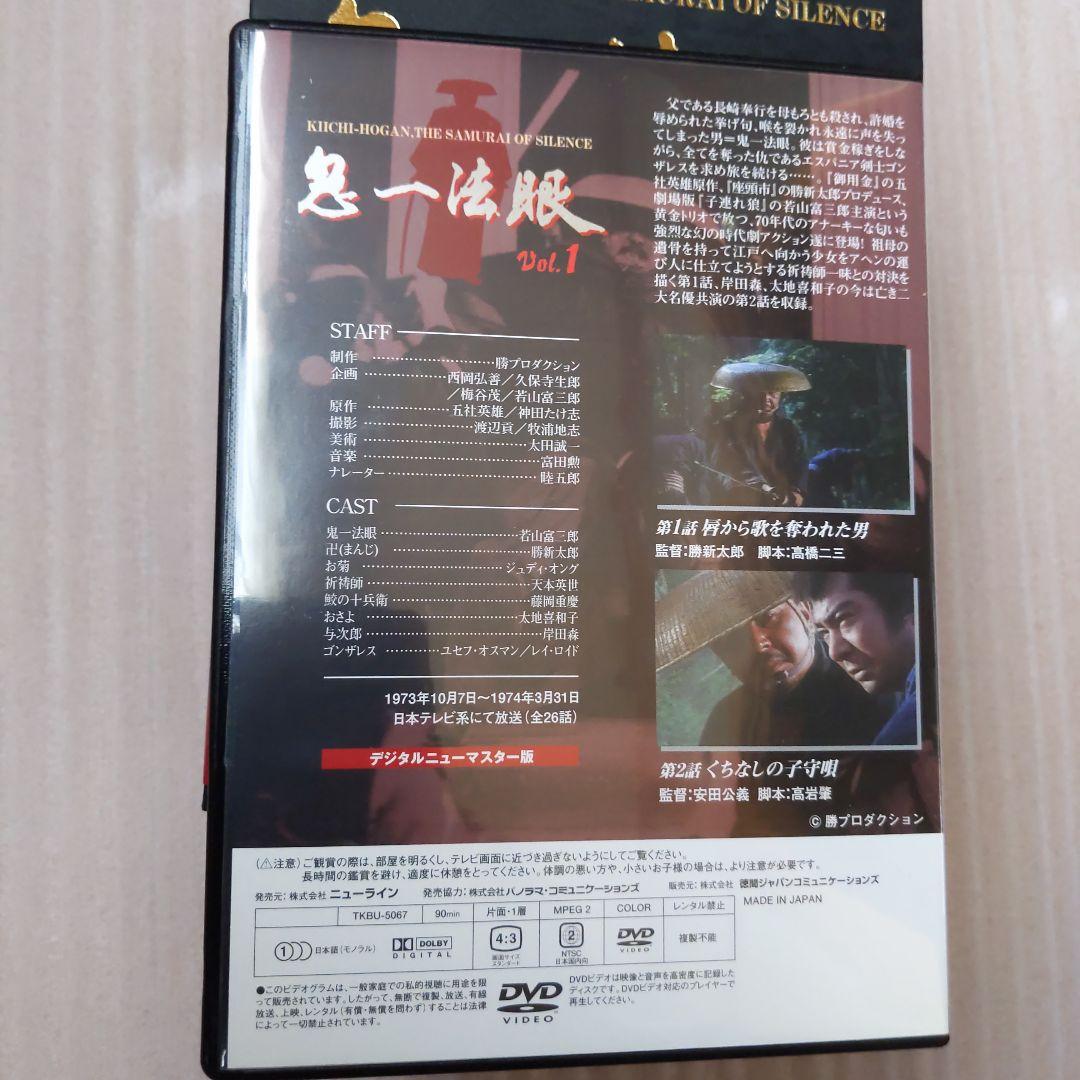 SAMURAI OF SILENCE
KIICHI-HOGAN,THE SAMURAI OF SILENCE
鬼一法眼
Vol.1
父である長崎奉行を母もろとも殺され、許婚を
辱められた挙げ句、喉を裂かれ永遠に声を失っ
てしまった男=鬼一法眼。彼は賞金稼ぎをしな
がら、全てを奪った仇であるエスパニア剣士ゴン
ザレスを求め旅を続ける……。『御用金』の五
社英雄原作、『座頭市』の勝新太郎プロデュース、
劇場版『子連れ狼』の若山富三郎主演という
黄金トリオで放つ、70年代のアナーキーな匂いも
強烈な幻の時代劇アクション遂に登場! 祖母の
遺骨を持って江戸へ向かう少女をアヘンの運
び人に仕立てようとする祈祷師一味との対決を
描く第1話、岸田森、太地喜和子の今は亡き二
大名優共演の第2話を収録。
STAFF
制作 …………勝プロダクション
企画 …………西岡弘善/久保寺生郎
/梅谷茂/若山富三郎
原作 …………五社英雄/神田たけ志
撮影 …………渡辺貢/牧浦地志
美術 …………太田誠一
音楽 …………富田勲
ナレーター …………睦五郎
CAST
鬼一法眼 …………若山富三郎
卍(まんじ) …………勝新太郎
お菊 …………ジュディ・オング
祈祷師 …………天本英世
鮫の十兵衛 …………藤岡重慶
おさよ …………太地喜和子
与次郎 …………岸田森
ゴンザレス …………ユセフ・オスマン/レイ・ロイド
1973年10月7日〜1974年3月31日
日本テレビ系にて放送(全26話)
デジタルニューマスター版
第1話 唇から歌を奪われた男
監督:勝新太郎 脚本:高橋二三
第2話 くちなしの子守唄
監督:安田公義 脚本:高岩肇
© 勝プロダクション
(⚠注意) ご観賞の際は、部屋を明るくし、テレビ画面に近づき過ぎないようにしてご覧ください。
長時間の鑑賞を避け、適度に休憩をとってください。体調の悪い方や、小さいお子様の場合は、より注意が必要です。
発売元:株式会社 ニューライン 発売協力:株式会社パノラマ・コミュニケーションズ 販売元:株式会社 徳間ジャパンコミュニケーションズ
MADE IN JAPAN
TKBU-5067 90min 片面・1層 MPEG 2 COLOR レンタル禁止
1 日本語(モノラル) DOLBY DIGITAL 4:3 画面サイズ スタンダード 2 NTSC 日本国内向 DVD VIDEO 複製不能
●このビデオグラムは、一般家庭での私的視聴に用途を限
って販売されています。したがって、無断で複製、放送、有線
放送、上映、レンタル(有償・無償を問わず)することは法律
によって一切禁止されています。
DVD
VIDEO
DVDビデオは映像と音声を高密度に記録した
ディスクです。DVDビデオ対応のプレイヤーで
再生してください。